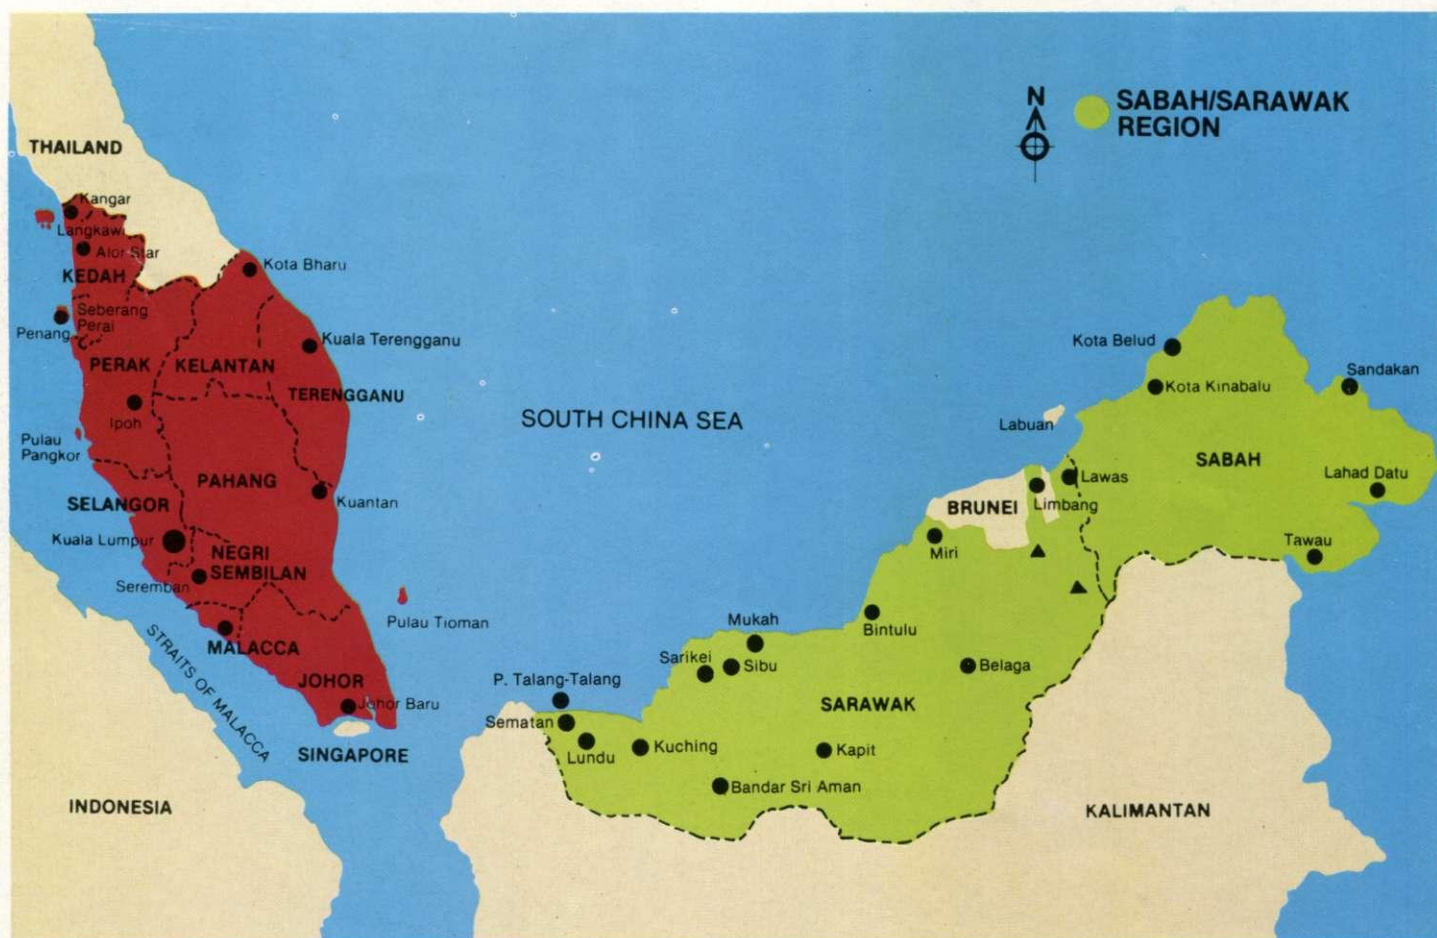 N
SABAH/SARAWAK
REGION
THAILAND
Kangar
Langkawi
Alor Star
KEDAH
Kota Bharu
Seberang
Perai
Penang
Kuala Terengganu
PERAK
KELANTAN
TERENGGANU
Ipoh
Pulau
Pangkor
PAHANG
SELANGOR
Kuantan
Kuala Lumpur
NEGRI
SEMBILAN
Seremban
Pulau Tioman
MALACCA
STRAITS OF MALACCA
JOHOR
Johor Baru
SINGAPORE
INDONESIA
SOUTH CHINA SEA
Kota Belud
Kota Kinabalu
Sandakan
Labuan
SABAH
Lawas
Lahad Datu
BRUNEI
Limbang
Miri
Tawau
Bintulu
Mukah
Sarikei
Sibu
Belaga
P. Talang-Talang
SARAWAK
Sematan
Lundu
Kuching
Kapit
Bandar Sri Aman
KALIMANTAN